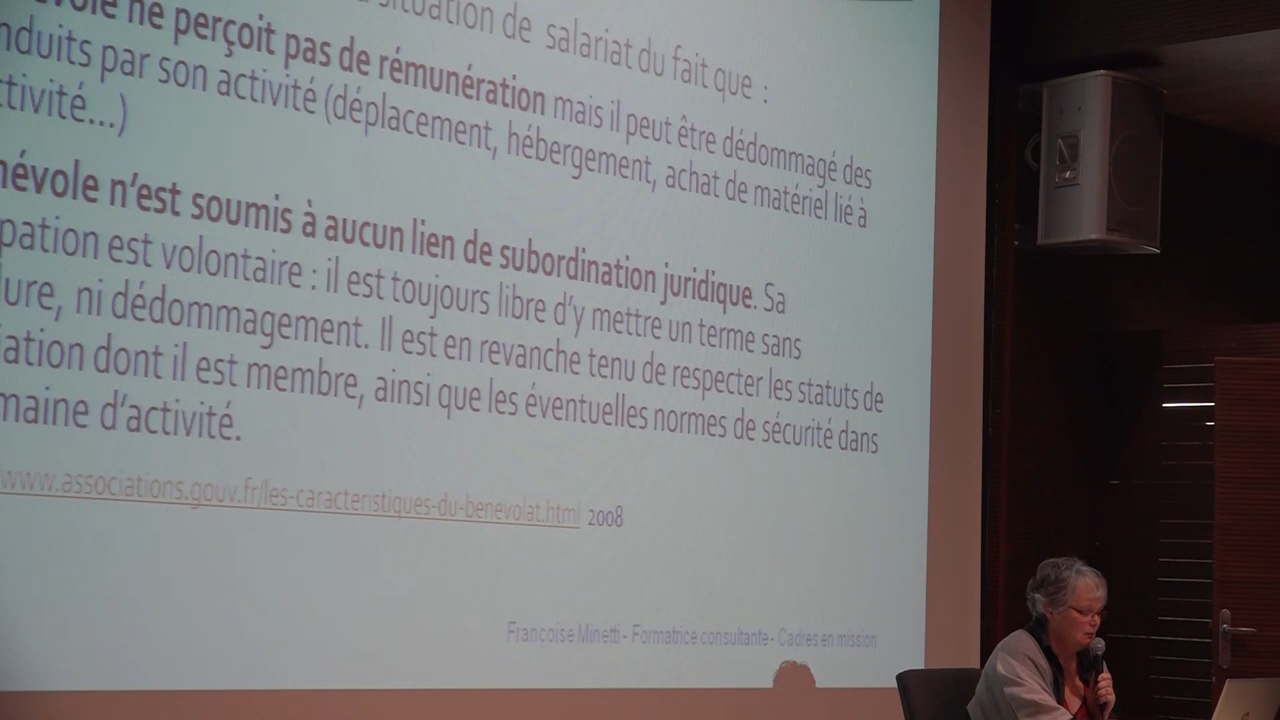 situation de salariat du fait que :
ne perçoit pas de rémunération mais il peut être dédommagé des
nduits par son activité (déplacement, hébergement, achat de matériel lié à
ctivité...)
névole n'est soumis à aucun lien de subordination juridique. Sa
pation est volontaire : il est toujours libre d'y mettre un terme sans
lure, ni dédommagement. Il est en revanche tenu de respecter les statuts de
iation dont il est membre, ainsi que les éventuelles normes de sécurité dans
maine d'activité.
www.associations.gouv.fr/les-caracteristiques-du-benevolat.html 2008
Françoise Minetti - Formatrice consultante - Cadres en mission